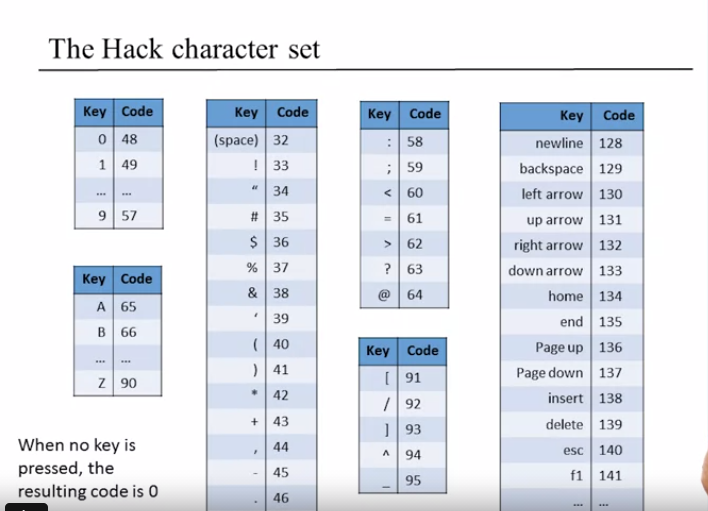 The Hack character set
Key Code
0 48
1 49
... ...
9 57
Key Code
A 65
B 66
... ...
Z 90
When no key is
pressed, the
resulting code is 0
Key Code
(space) 32
! 33
“ 34
# 35
$ 36
% 37
& 38
‘ 39
( 40
) 41
* 42
+ 43
, 44
- 45
. 46
Key Code
: 58
; 59
< 60
= 61
> 62
? 63
@ 64
Key Code
[ 91
/ 92
] 93
^ 94
_ 95
Key Code
newline 128
backspace 129
left arrow 130
up arrow 131
right arrow 132
down arrow 133
home 134
end 135
Page up 136
Page down 137
insert 138
delete 139
esc 140
f1 141
... ...